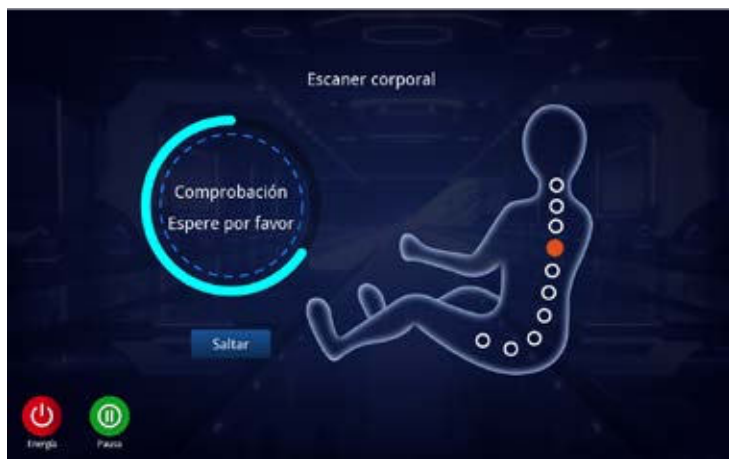 Escaner corporal
Comprobación
Espere por favor
Saltar
Energía
Pausa